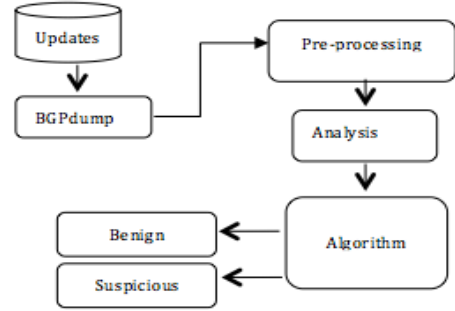 Updates
BGPdump
Pre-processing
Analysis
Algorithm
Benign
Suspicious